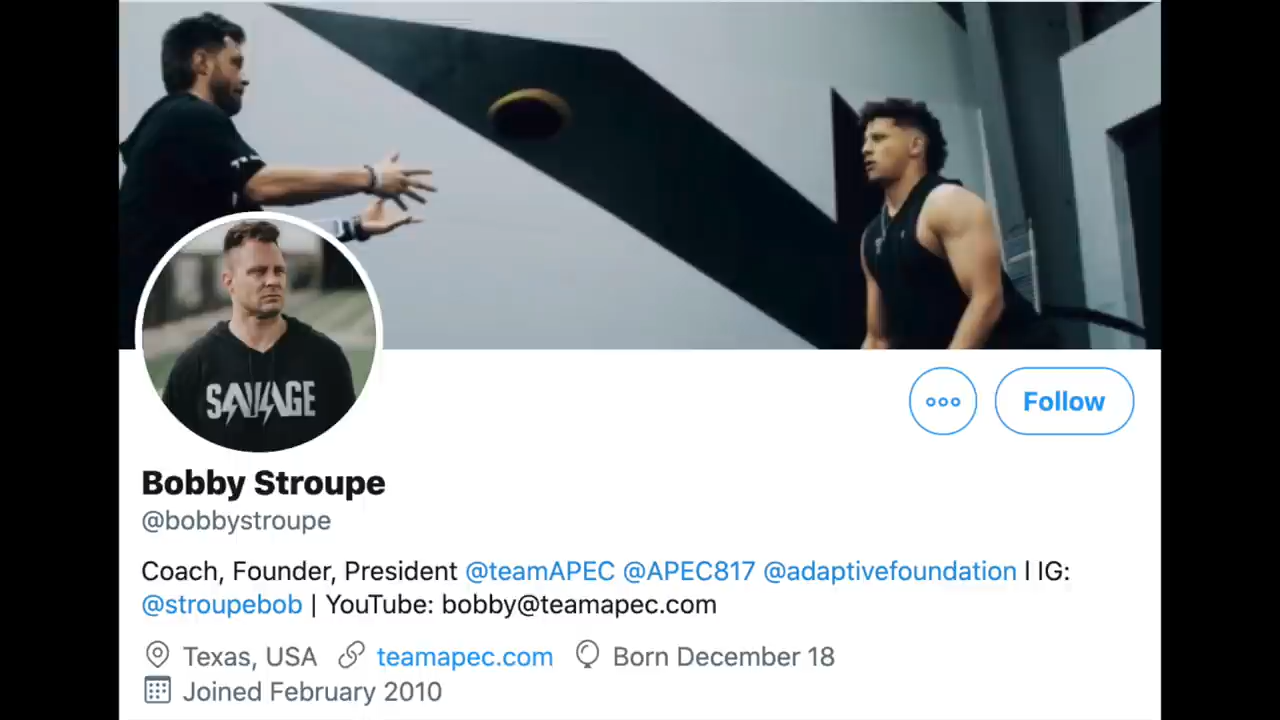 SAVAGE
Follow
Bobby Stroupe
@bobbystroupe
Coach, Founder, President @teamAPEC @APEC817 @adaptivefoundation l IG:
@stroupebob | YouTube: bobby@teamapec.com
Texas, USA teamapec.com Born December 18
Joined February 2010